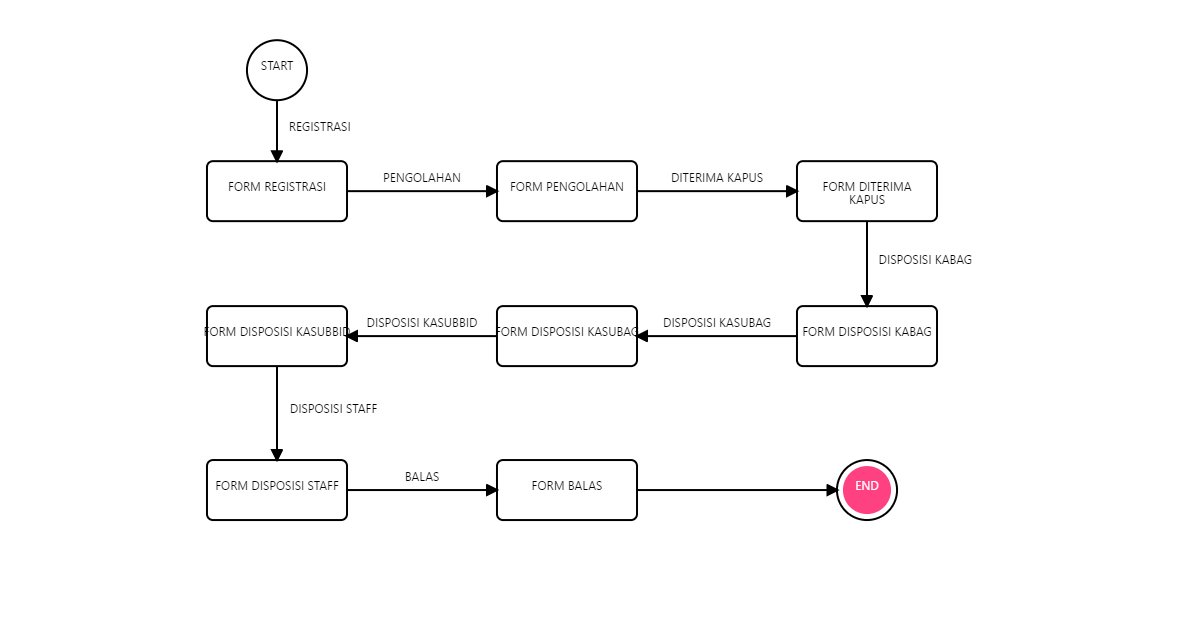 START
REGISTRASI
FORM REGISTRASI
PENGOLAHAN
FORM PENGOLAHAN
DITERIMA KAPUS
FORM DITERIMA
KAPUS
DISPOSISI KABAG
FORM DISPOSISI KABAG
DISPOSISI KASUBAG
FORM DISPOSISI KASUBAG
DISPOSISI KASUBBID
FORM DISPOSISI KASUBBID
DISPOSISI STAFF
FORM DISPOSISI STAFF
BALAS
FORM BALAS
END